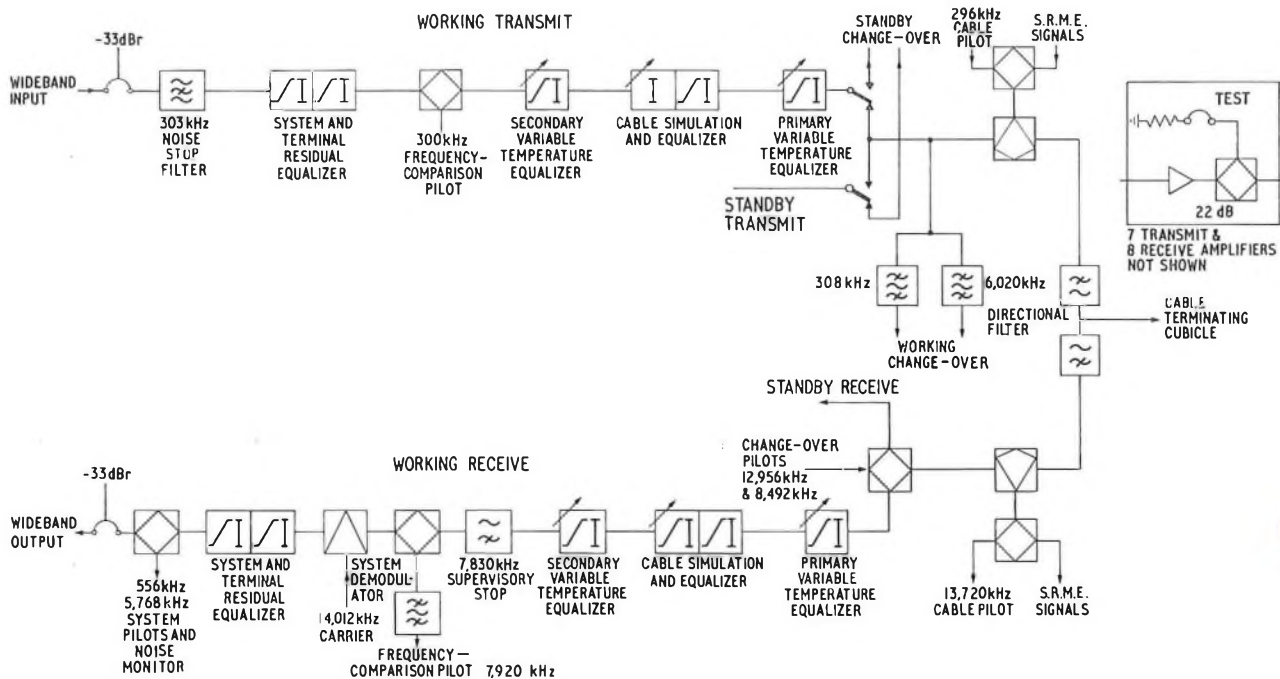 WORKING TRANSMIT
-33dBr
WIDEBAND
INPUT
303kHz
NOISE
STOP
FILTER
SYSTEM AND
TERMINAL
RESIDUAL
EQUALIZER
300kHz
FREQUENCY-
COMPARISON
PILOT
SECONDARY
VARIABLE
TEMPERATURE
EQUALIZER
CABLE SIMULATION
AND EQUALIZER
PRIMARY
VARIABLE
TEMPERATURE
EQUALIZER
STANDBY
CHANGE-OVER
STANDBY
TRANSMIT
296kHz
CABLE
PILOT
S.R.M.E.
SIGNALS
TEST
22 dB
7 TRANSMIT &
8 RECEIVE AMPLIFIERS
NOT SHOWN
308 kHz
6,020kHz
DIRECTIONAL
FILTER
WORKING
CHANGE-OVER
CABLE
TERMINATING
CUBICLE
STANDBY RECEIVE
CHANGE-OVER
PILOTS
12,956kHz
& 8,492kHz
WORKING RECEIVE
-33dBr
WIDEBAND
OUTPUT
556kHz
5,768kHz
SYSTEM
PILOTS AND
NOISE
MONITOR
SYSTEM AND
TERMINAL
RESIDUAL
EQUALIZER
SYSTEM
DEMODUL-
ATOR
14,012kHz
CARRIER
FREQUENCY-
COMPARISON PILOT 7,920 kHz
7,830kHz
SUPERVISORY
STOP
SECONDARY
VARIABLE
TEMPERATURE
EQUALIZER
CABLE SIMULATION
AND EQUALIZER
PRIMARY
VARIABLE
TEMPERATURE
EQUALIZER
13,720kHz
CABLE PILOT
S.R.M.E.
SIGNALS